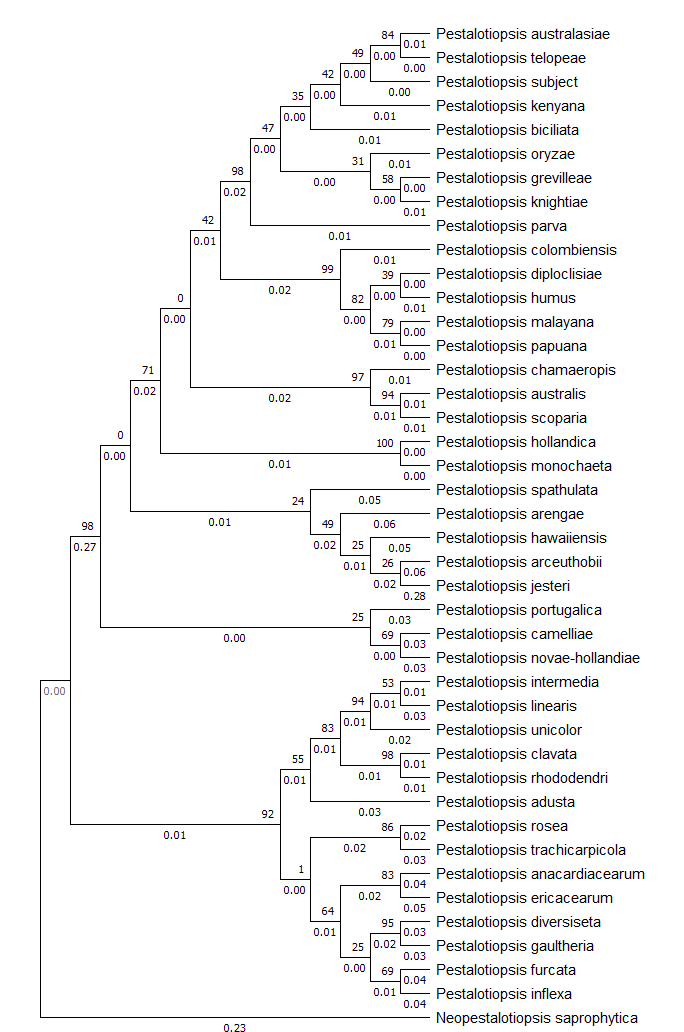 84
Pestalotiopsis australasiae
0.01
49
0.00
Pestalotiopsis telopeae
0.00
42
0.00
Pestalotiopsis subject
0.00
35
0.00
Pestalotiopsis kenyana
0.01
47
0.00
Pestalotiopsis biciliata
0.01
98
0.00
31
Pestalotiopsis oryzae
0.01
0.00
58
Pestalotiopsis grevilleae
0.00
0.00
Pestalotiopsis knightiae
0.01
42
0.02
Pestalotiopsis parva
0.01
0.01
99
Pestalotiopsis colombiensis
0.01
0.02
39
Pestalotiopsis diploclisiae
0.00
82
0.00
Pestalotiopsis humus
0.01
0
0.00
0.00
79
Pestalotiopsis malayana
0.00
0.01
Pestalotiopsis papuana
0.00
71
97
Pestalotiopsis chamaeropis
0.01
0.02
0.02
94
Pestalotiopsis australis
0.01
0.01
Pestalotiopsis scoparia
0.01
0
0.00
100
Pestalotiopsis hollandica
0.00
0.01
Pestalotiopsis monochaeta
0.00
24
Pestalotiopsis spathulata
0.05
0.01
49
Pestalotiopsis arengae
0.06
98
0.27
0.02
25
Pestalotiopsis hawaiiensis
0.05
0.01
26
Pestalotiopsis arceuthobii
0.06
0.02
Pestalotiopsis jesteri
0.28
25
Pestalotiopsis portugalica
0.03
0.00
69
Pestalotiopsis camelliae
0.03
0.00
Pestalotiopsis novae-hollandiae
0.03
0.00
53
Pestalotiopsis intermedia
0.01
94
0.01
Pestalotiopsis linearis
0.03
83
0.01
Pestalotiopsis unicolor
0.02
55
0.01
98
Pestalotiopsis clavata
0.01
0.01
0.01
Pestalotiopsis rhododendri
0.01
92
Pestalotiopsis adusta
0.03
0.01
86
Pestalotiopsis rosea
0.02
0.02
Pestalotiopsis trachicarpicola
0.03
1
0.00
83
Pestalotiopsis anacardiacearum
0.04
0.02
Pestalotiopsis ericacearum
0.05
64
0.01
95
Pestalotiopsis diversiseta
0.03
25
0.02
Pestalotiopsis gaultheria
0.03
0.00
69
Pestalotiopsis furcata
0.04
0.01
Pestalotiopsis inflexa
0.04
Neopestalotiopsis saprophytica
0.23